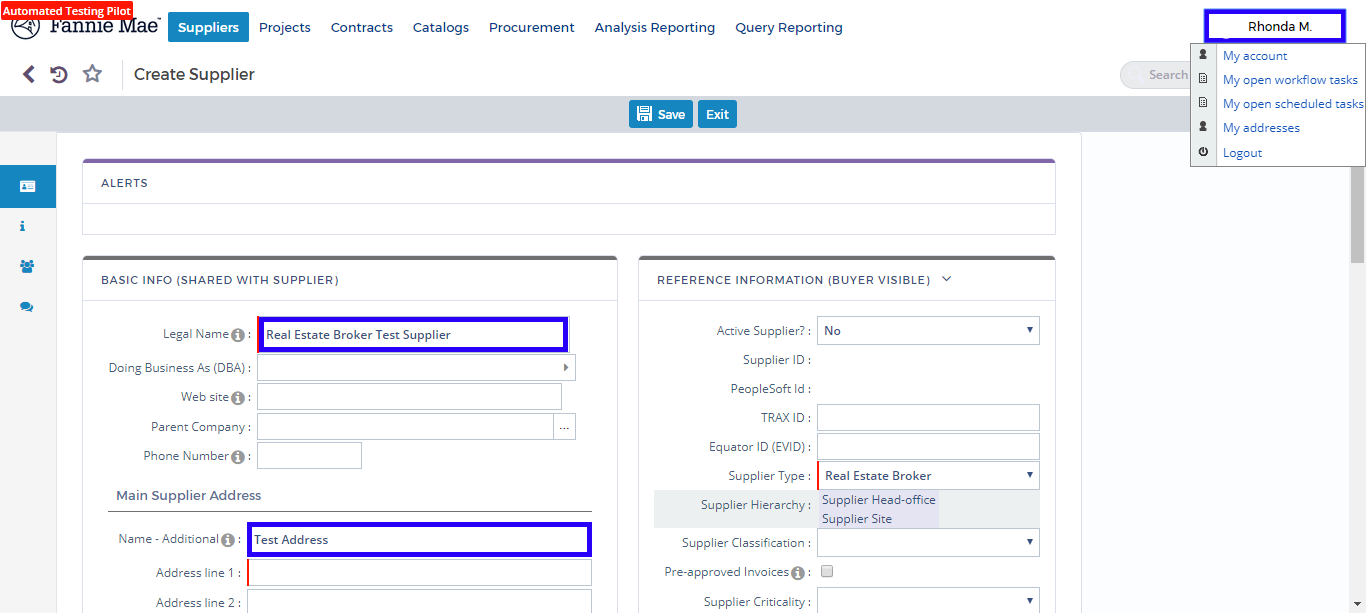 Automated Testing Pilot
Fannie Mae
Suppliers Projects Contracts Catalogs Procurement Analysis Reporting Query Reporting
Rhonda M.
My account
My open workflow tasks
My open scheduled tasks
My addresses
Logout
Create Supplier
Search
Save Exit
ALERTS
BASIC INFO (SHARED WITH SUPPLIER)
Legal Name : Real Estate Broker Test Supplier
Doing Business As (DBA) :
Web site :
Parent Company : ...
Phone Number :
Main Supplier Address
Name - Additional : Test Address
Address line 1 :
Address line 2 :
REFERENCE INFORMATION (BUYER VISIBLE)
Active Supplier? : No
Supplier ID :
PeopleSoft Id :
TRAX ID :
Equator ID (EVID) :
Supplier Type : Real Estate Broker
Supplier Hierarchy : Supplier Head-office
Supplier Site
Supplier Classification :
Pre-approved Invoices :
Supplier Criticality :